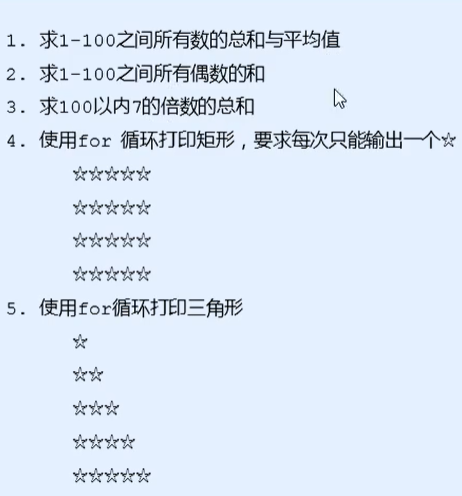 1. 求1-100之间所有数的总和与平均值
2. 求1-100之间所有偶数的和
3. 求100以内7的倍数的总和
4. 使用for 循环打印矩形，要求每次只能输出一个☆
☆☆☆☆☆
☆☆☆☆☆
☆☆☆☆☆
☆☆☆☆☆
5. 使用for循环打印三角形
☆
☆☆
☆☆☆
☆☆☆☆
☆☆☆☆☆